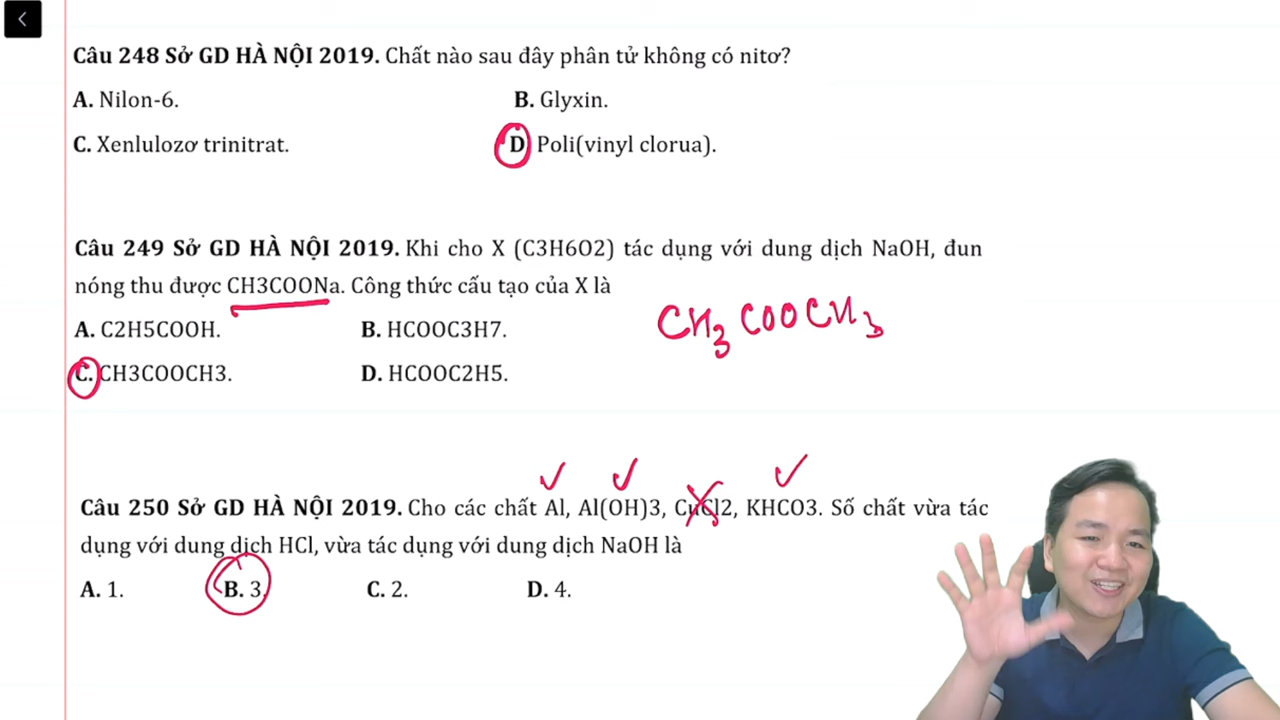 Câu 248 Sở GD HÀ NỘI 2019. Chất nào sau đây phân tử không có nitơ?
A. Nilon-6. B. Glyxin.
C. Xenlulozơ trinitrat. D Poli(vinyl clorua).
Câu 249 Sở GD HÀ NỘI 2019. Khi cho X (C3H6O2) tác dụng với dung dịch NaOH, đun
nóng thu được CH3COONa. Công thức cấu tạo của X là
CH3COOCH3
A. C2H5COOH. B. HCOOC3H7.
C. CH3COOCH3. D. HCOOC2H5.
Câu 250 Sở GD HÀ NỘI 2019. Cho các chất Al, Al(OH)3, CuCl2, KHCO3. Số chất vừa tác
dụng với dung dịch HCl, vừa tác dụng với dung dịch NaOH là
A. 1. B. 3. C. 2. D. 4.